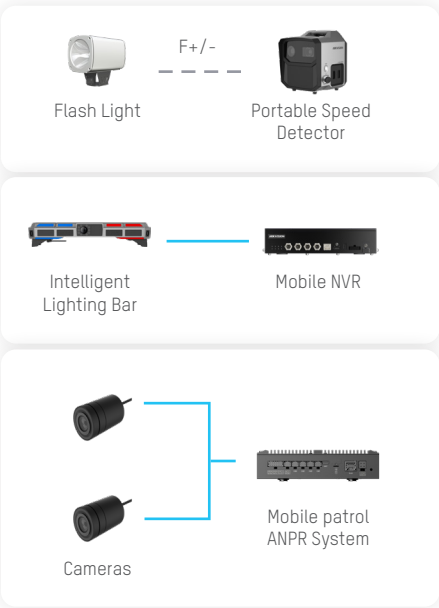 F+/-
Flash Light
Portable Speed
Detector
Intelligent
Lighting Bar
Mobile NVR
Mobile patrol
ANPR System
Cameras